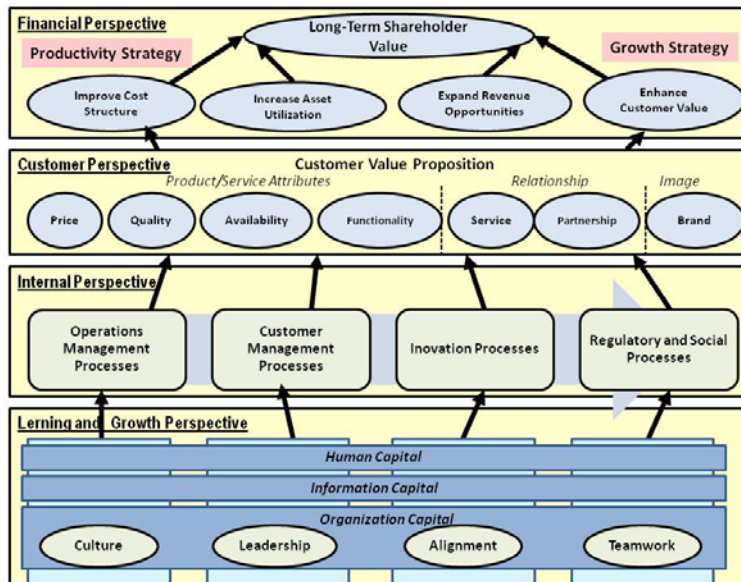 Financial Perspective
Long-Term Shareholder
Value
Productivity Strategy
Growth Strategy
Improve Cost
Structure
Increase Asset
Utilization
Expand Revenue
Opportunities
Enhance
Customer Value
Customer Perspective
Customer Value Proposition
Product/Service Attributes
Relationship
Image
Price
Quality
Availability
Functionality
Service
Partnership
Brand
Internal Perspective
Operations
Management
Processes
Customer
Management
Processes
Inovation Processes
Regulatory and Social
Processes
Lerning and Growth Perspective
Human Capital
Information Capital
Organization Capital
Culture
Leadership
Alignment
Teamwork